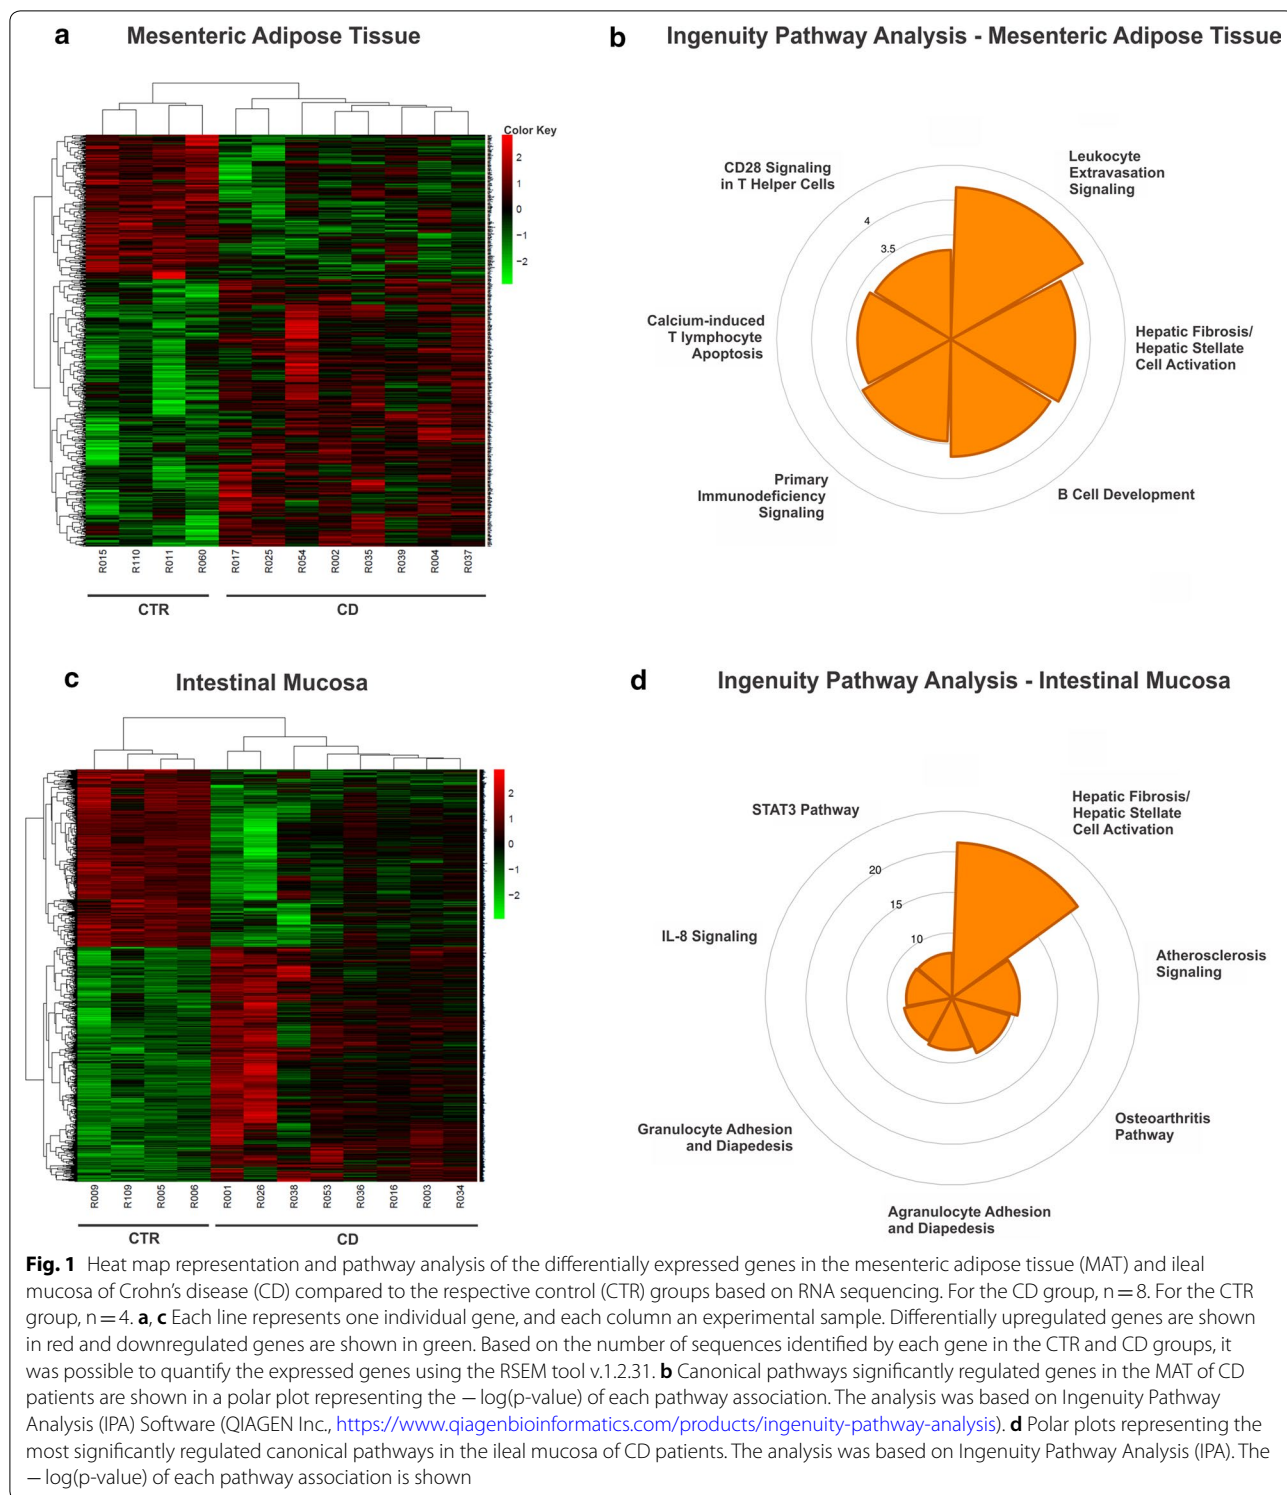 a
Mesenteric Adipose Tissue
Color Key
2
1
0
−1
−2
R015
R110
R011
R060
R017
R025
R054
R002
R035
R039
R004
R037
CTR
CD
b
Ingenuity Pathway Analysis - Mesenteric Adipose Tissue
CD28 Signaling
in T Helper Cells
Leukocyte
Extravasation
Signaling
4
3.5
Calcium-induced
T lymphocyte
Apoptosis
Hepatic Fibrosis/
Hepatic Stellate
Cell Activation
Primary
Immunodeficiency
Signaling
B Cell Development
c
Intestinal Mucosa
2
1
0
−1
−2
R009
R109
R005
R006
R001
R026
R038
R053
R036
R016
R003
R034
CTR
CD
d
Ingenuity Pathway Analysis - Intestinal Mucosa
STAT3 Pathway
Hepatic Fibrosis/
Hepatic Stellate
Cell Activation
20
15
10
IL-8 Signaling
Atherosclerosis
Signaling
Granulocyte Adhesion
and Diapedesis
Osteoarthritis
Pathway
Agranulocyte Adhesion
and Diapedesis
Fig. 1 Heat map representation and pathway analysis of the differentially expressed genes in the mesenteric adipose tissue (MAT) and ileal
mucosa of Crohn's disease (CD) compared to the respective control (CTR) groups based on RNA sequencing. For the CD group, n = 8. For the CTR
group, n = 4. a, c Each line represents one individual gene, and each column an experimental sample. Differentially upregulated genes are shown
in red and downregulated genes are shown in green. Based on the number of sequences identified by each gene in the CTR and CD groups, it
was possible to quantify the expressed genes using the RSEM tool v.1.2.31. b Canonical pathways significantly regulated genes in the MAT of CD
patients are shown in a polar plot representing the − log(p-value) of each pathway association. The analysis was based on Ingenuity Pathway
Analysis (IPA) Software (QIAGEN Inc., https://www.qiagenbioinformatics.com/products/ingenuity-pathway-analysis). d Polar plots representing the
most significantly regulated canonical pathways in the ileal mucosa of CD patients. The analysis was based on Ingenuity Pathway Analysis (IPA). The
− log(p-value) of each pathway association is shown